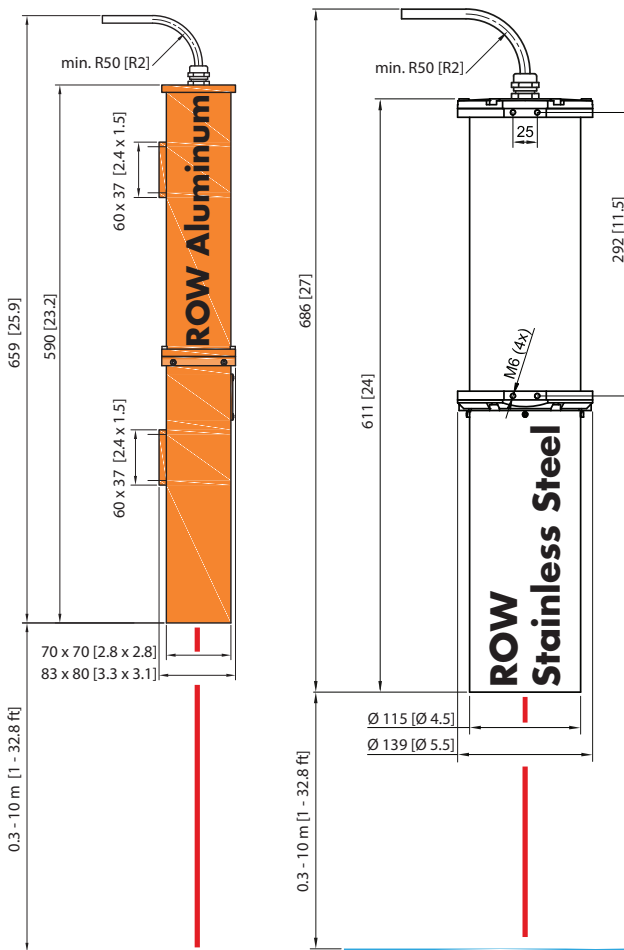 min. R50 [R2]
ROW Aluminum
60 x 37  [2.4 x 1.5]
60 x 37  [2.4 x 1.5]
659  [25.9]
590 [23.2]
70 x 70 [2.8 x 2.8]
83 x 80 [3.3 x 3.1]
0.3 - 10 m [1 - 32.8 ft]
min. R50 [R2]
25
292 [11.5]
686 [27]
611 [24]
M6 (4x)
ROW
Stainless Steel
Ø 115 [Ø 4.5]
Ø 139 [Ø 5.5]
0.3 - 10 m [1 - 32.8 ft]